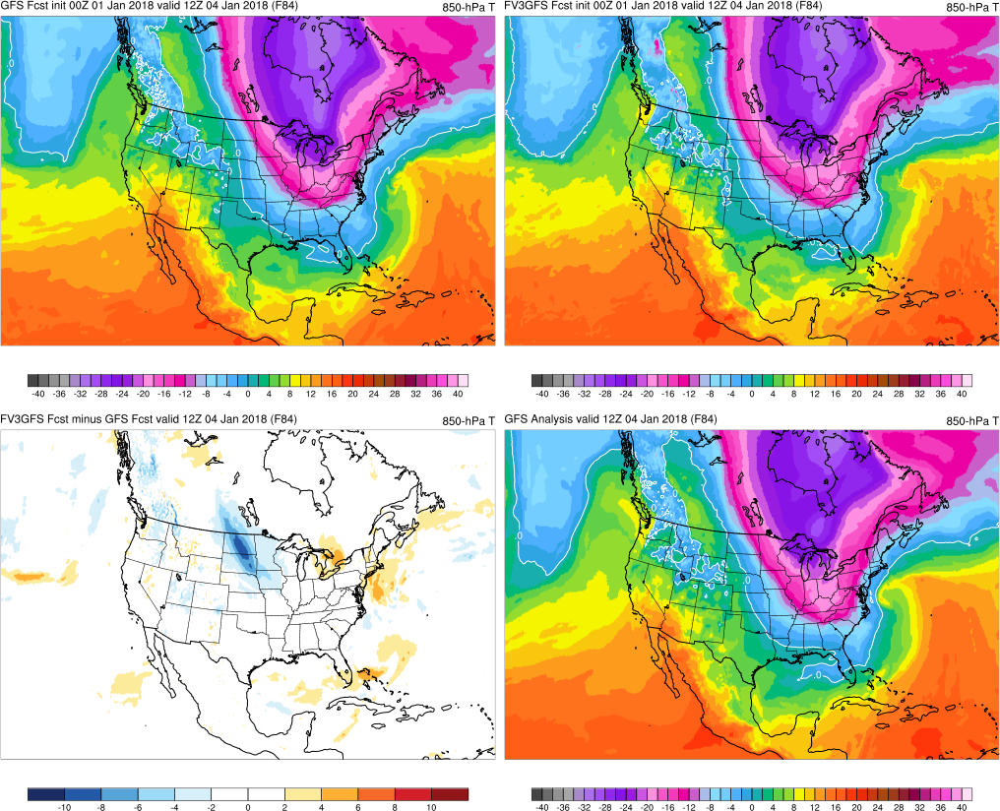 GFS Fcst init 00Z 01 Jan 2018 valid 12Z 04 Jan 2018 (F84) 850-hPa T
0
0
-40 -36 -28 -24 -20 -16 -12 -8 -4 0 4 8 12 16 20 24 28 32 36 40
FV3GFS Fcst init 00Z 01 Jan 2018 valid 12Z 04 Jan 2018 (F84) 850-hPa T
0
0
-40 -36 -32 -28 -24 -20 -16 -12 -8 -4 0 4 8 12 16 20 24 28 32 36 40
FV3GFS Fcst minus GFS Fcst valid 12Z 04 Jan 2018 (F84) 850-hPa T
-10 -8 -6 -4 -2 0 2 4 6 8 10
GFS Analysis valid 12Z 04 Jan 2018 (F84) 850-hPa T
0
0
-40 -36 -32 -28 -24 -20 -16 -12 -8 -4 0 4 8 12 16 20 24 28 32 36 40